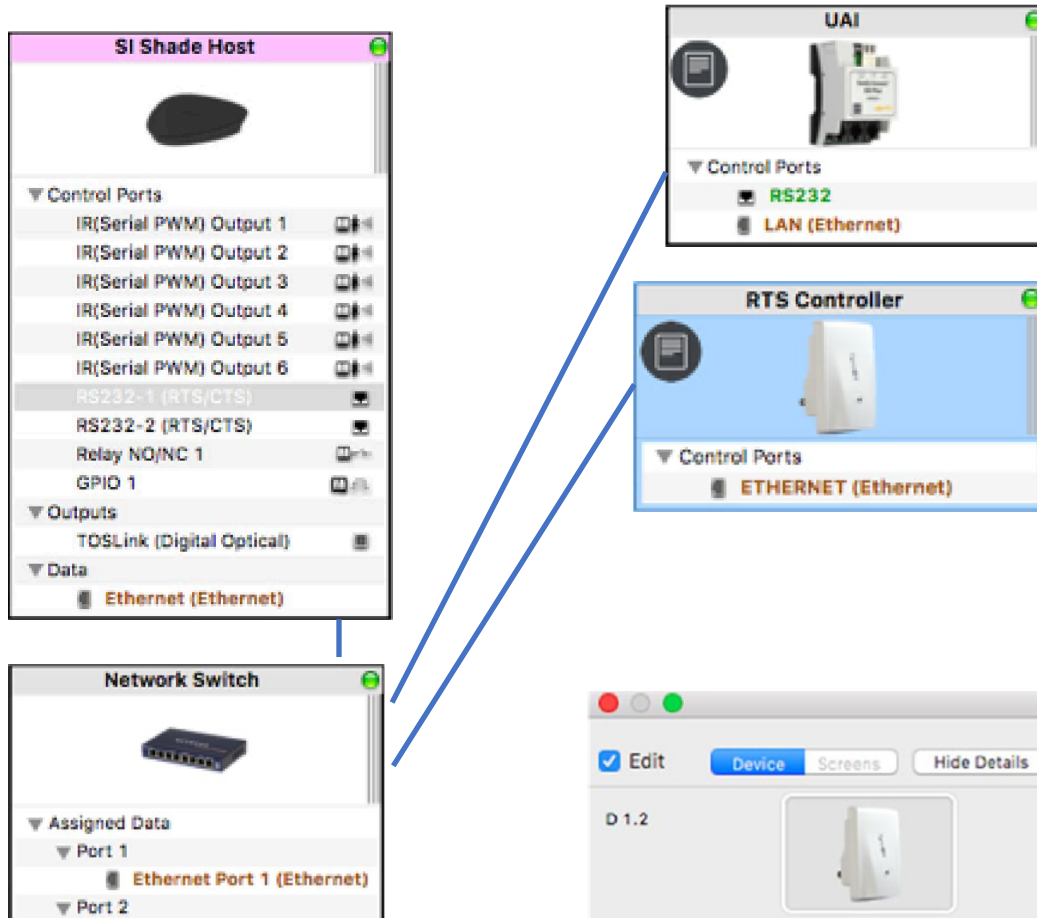 SI Shade Host
Control Ports
IR(Serial PWM) Output 1
IR(Serial PWM) Output 2
IR(Serial PWM) Output 3
IR(Serial PWM) Output 4
IR(Serial PWM) Output 5
IR(Serial PWM) Output 6
RS232-1 (RTS/CTS)
RS232-2 (RTS/CTS)
Relay NO/NC 1
GPIO 1
Outputs
TOSLink (Digital Optical)
Data
Ethernet (Ethernet)
Network Switch
Assigned Data
Port 1
Ethernet Port 1 (Ethernet)
Port 2
UAI
Control Ports
RS232
LAN (Ethernet)
RTS Controller
Control Ports
ETHERNET (Ethernet)
Edit Device Screens Hide Details
D 1.2